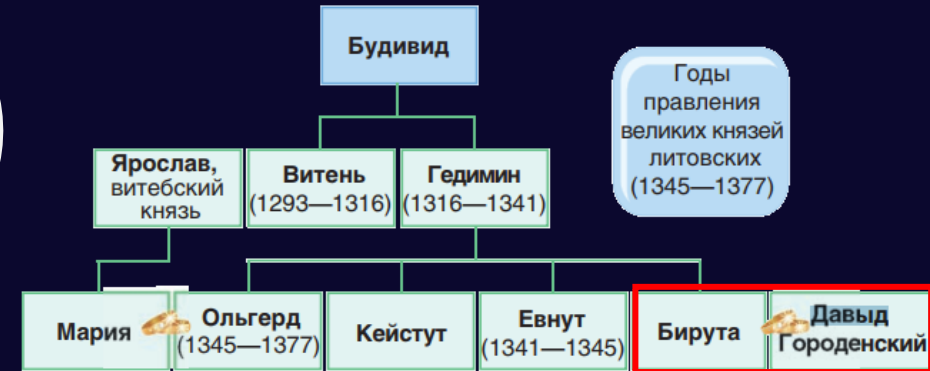 Будивид
Годы
правления
великих князей
литовских
(1345—1377)
Ярослав,
витебский
князь
Витень
(1293—1316)
Гедимин
(1316—1341)
Мария
Ольгерд
(1345—1377)
Кейстут
Евнут
(1341—1345)
Бирута
Давыд
Городенский